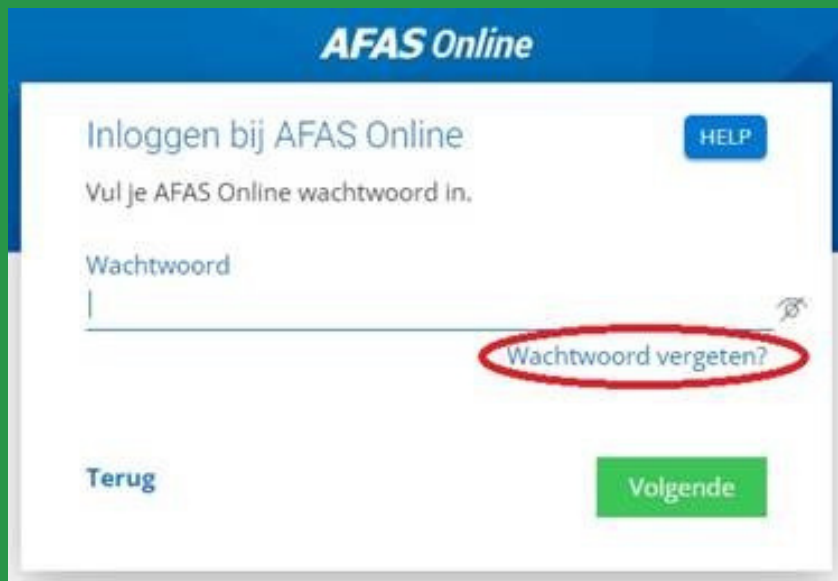 AFAS Online
Inloggen bij AFAS Online
HELP
Vul je AFAS Online wachtwoord in.
Wachtwoord
Wachtwoord vergeten?
Terug
Volgende